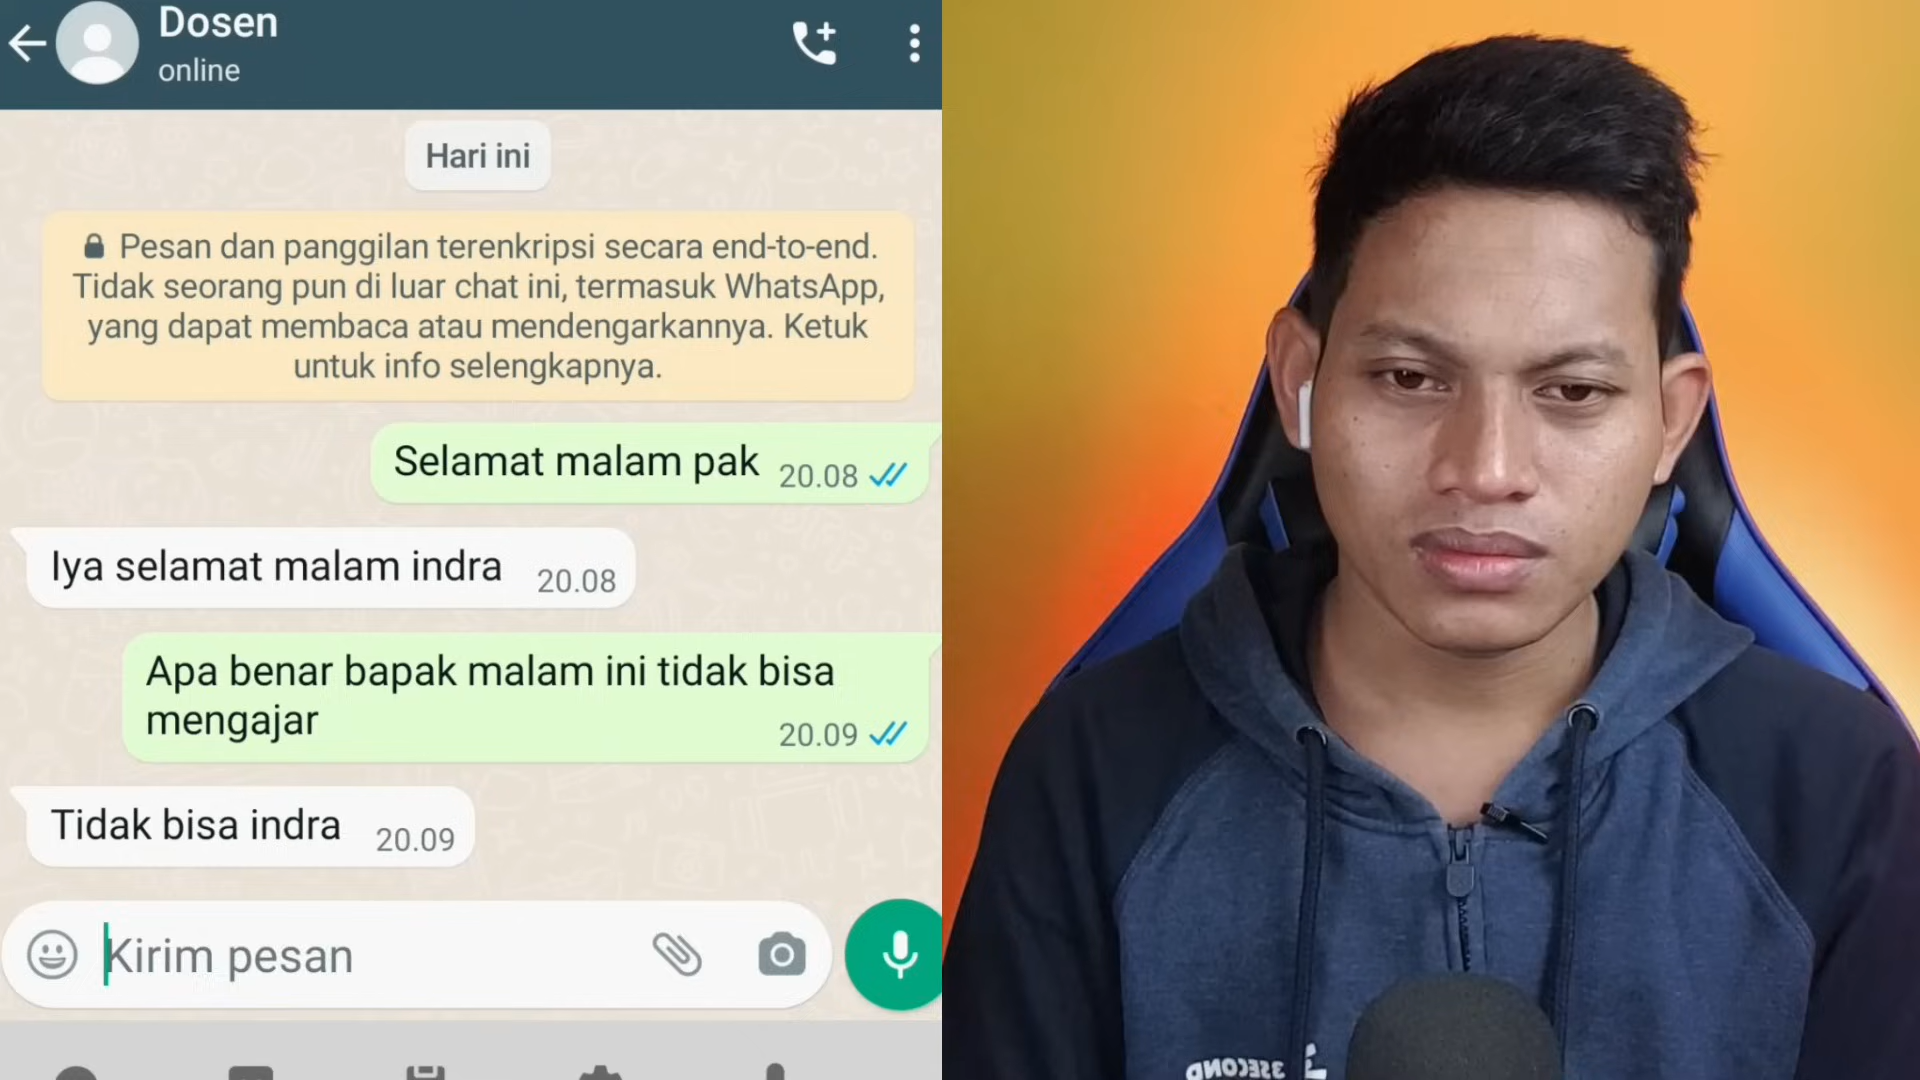 Dosen
online
Hari ini
Pesan dan panggilan terenkripsi secara end-to-end.
Tidak seorang pun di luar chat ini, termasuk WhatsApp,
yang dapat membaca atau mendengarkannya. Ketuk
untuk info selengkapnya.
Selamat malam pak 20.08
Iya selamat malam indra 20.08
Apa benar bapak malam ini tidak bisa
mengajar 20.09
Tidak bisa indra 20.09
Kirim pesan
3SECOND